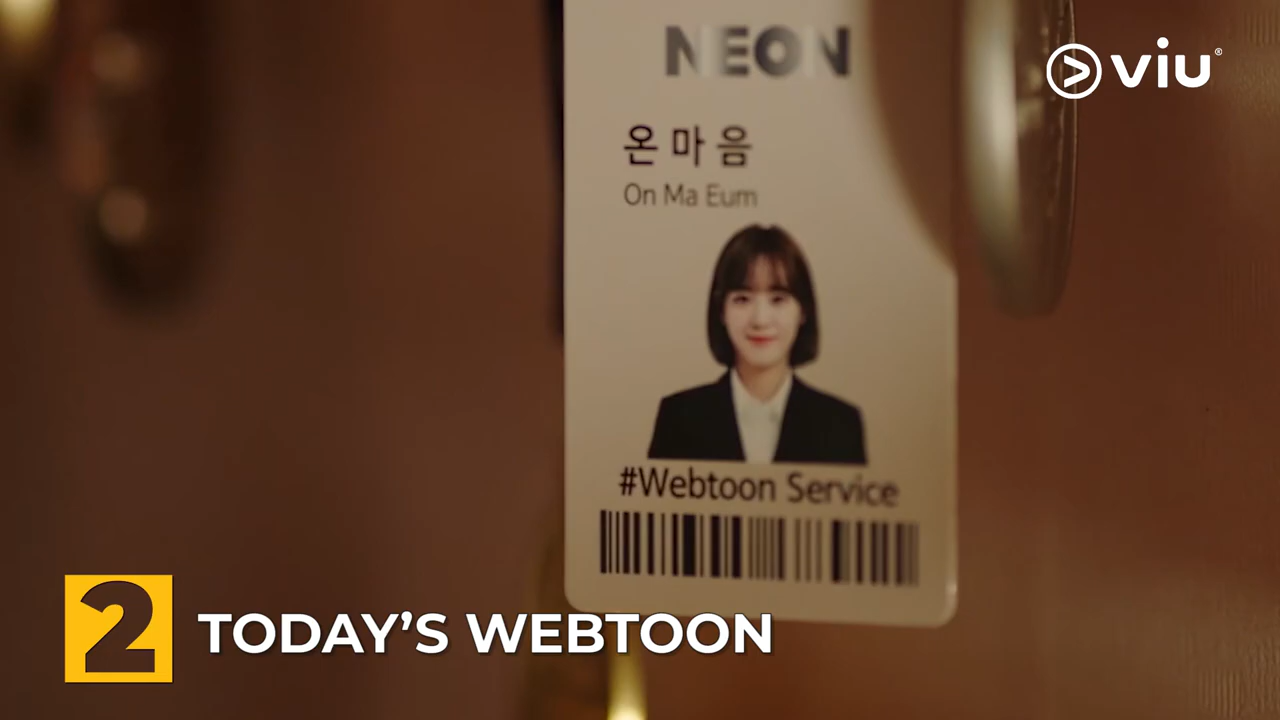 NEON
viu®
온 마 음
On Ma Eum
#Webtoon Service
2 TODAY'S WEBTOON